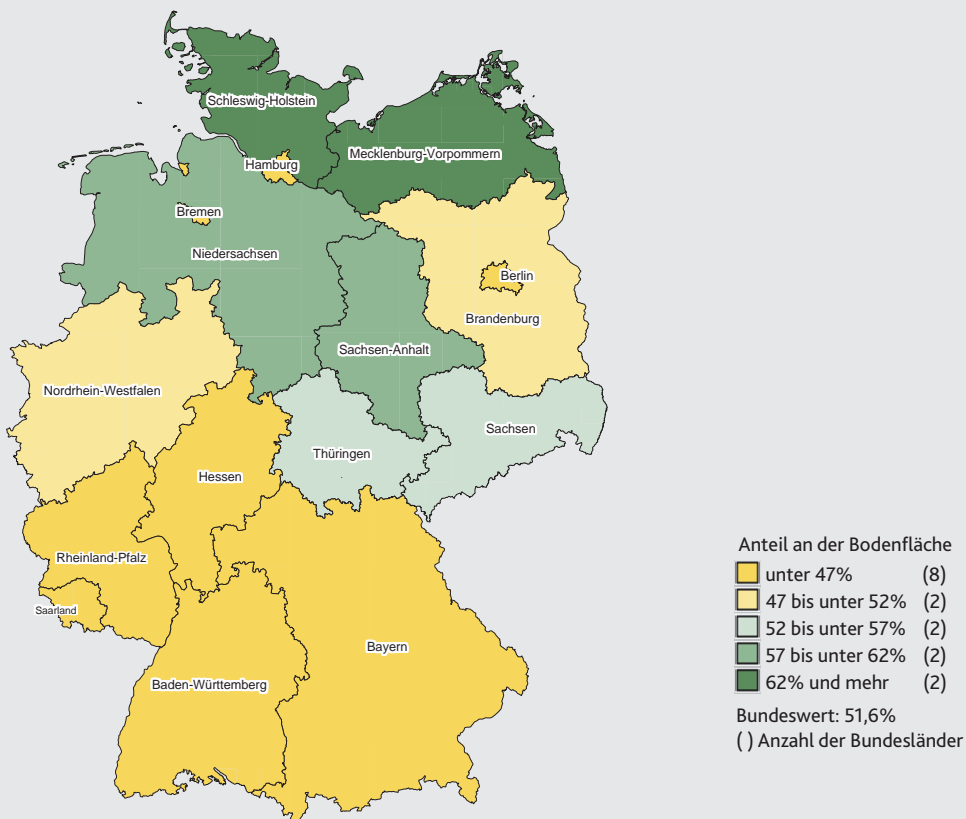 Schleswig-Holstein
Mecklenburg-Vorpommern
Hamburg
Bremen
Niedersachsen
Berlin
Brandenburg
Sachsen-Anhalt
Nordrhein-Westfalen
Sachsen
Thüringen
Hessen
Rheinland-Pfalz
Saarland
Bayern
Baden-Württemberg
Anteil an der Bodenfläche
unter 47% (8)
47 bis unter 52% (2)
52 bis unter 57% (2)
57 bis unter 62% (2)
62% und mehr (2)
Bundeswert: 51,6%
( ) Anzahl der Bundesländer